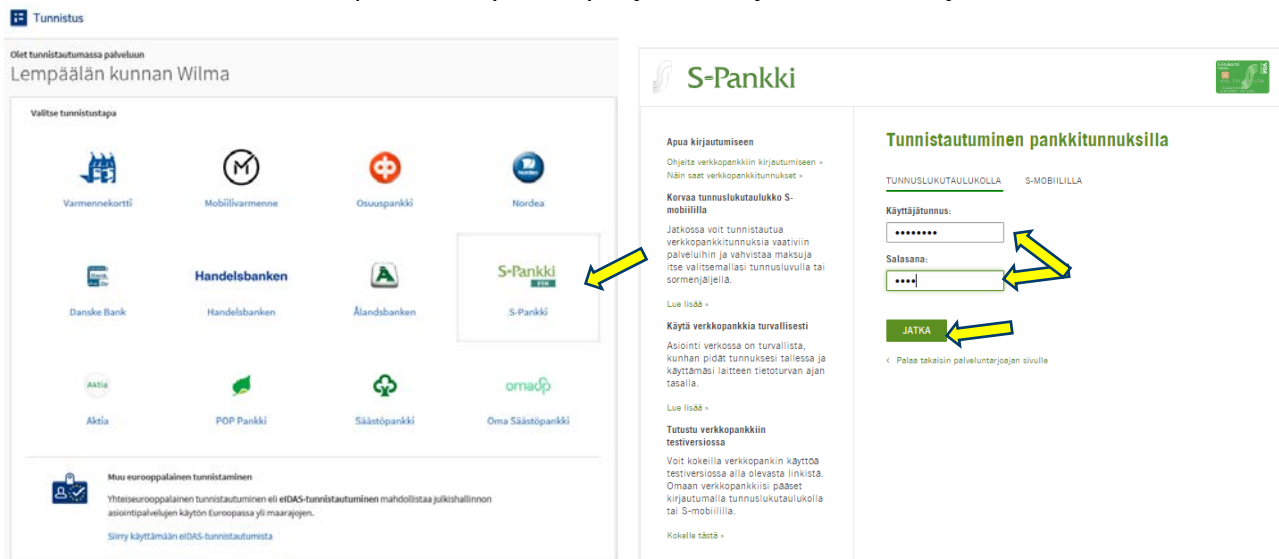 Tunnistus
Olet tunnistautumassa palveluun
Lempäälän kunnan Wilma
Valitse tunnistustapa
Varmennekortti
Mobiilivarmenne
Osuuspankki
Nordea
Handelsbanken
S-Pankki
Danske Bank
Handelsbanken
Ålandsbanken
S-Pankki
Aktia
omasp
Aktia
POP Pankki
Säästöpankki
Oma Säästöpankki
Muu eurooppalainen tunnistaminen
Yhteiseurooppalainen tunnistautuminen eli eIDAS-tunnistautuminen mahdollistaa julkishallinnon
asiointipalvelujen käytön Euroopassa yli maarajojen.
Siirry käyttämään eIDAS-tunnistautumista
S-Pankki
Apua kirjautumiseen
Ohjeita verkkopankkiin kirjautumiseen »
Näin saat verkkopankkitunnukset »
Korvaa tunnuslukutaulukko S-
mobiililla
Jatkossa voit tunnistautua
verkkopankkitunnuksia vaativiin
palveluihin ja vahvistaa maksuja
itse valitsemallasi tunnusluvulla tai
sormenjäljellä.
Lue lisää »
Käytä verkkopankkia turvallisesti
Asiointi verkossa on turvallista,
kunhan pidät tunnuksesi tallessa ja
käyttämäsi laitteen tietoturvan ajan
tasalla.
Lue lisää »
Tutustu verkkopankkiin
testiversiossa
Voit kokeilla verkkopankin käyttöä
testiversiossa alla olevasta linkistä.
Omaan verkkopankkiisi pääset
kirjautumalla tunnuslukutaulukolla
tai S-mobiililla.
Kokeile tästä »
Tunnistautuminen pankkitunnuksilla
TUNNUSLUKUTAULUKOLLA S-MOBIILILLA
Käyttäjätunnus:
••••••••
Salasana:
••••
JATKA
< Palaa takaisin palveluntarjoajan sivulle